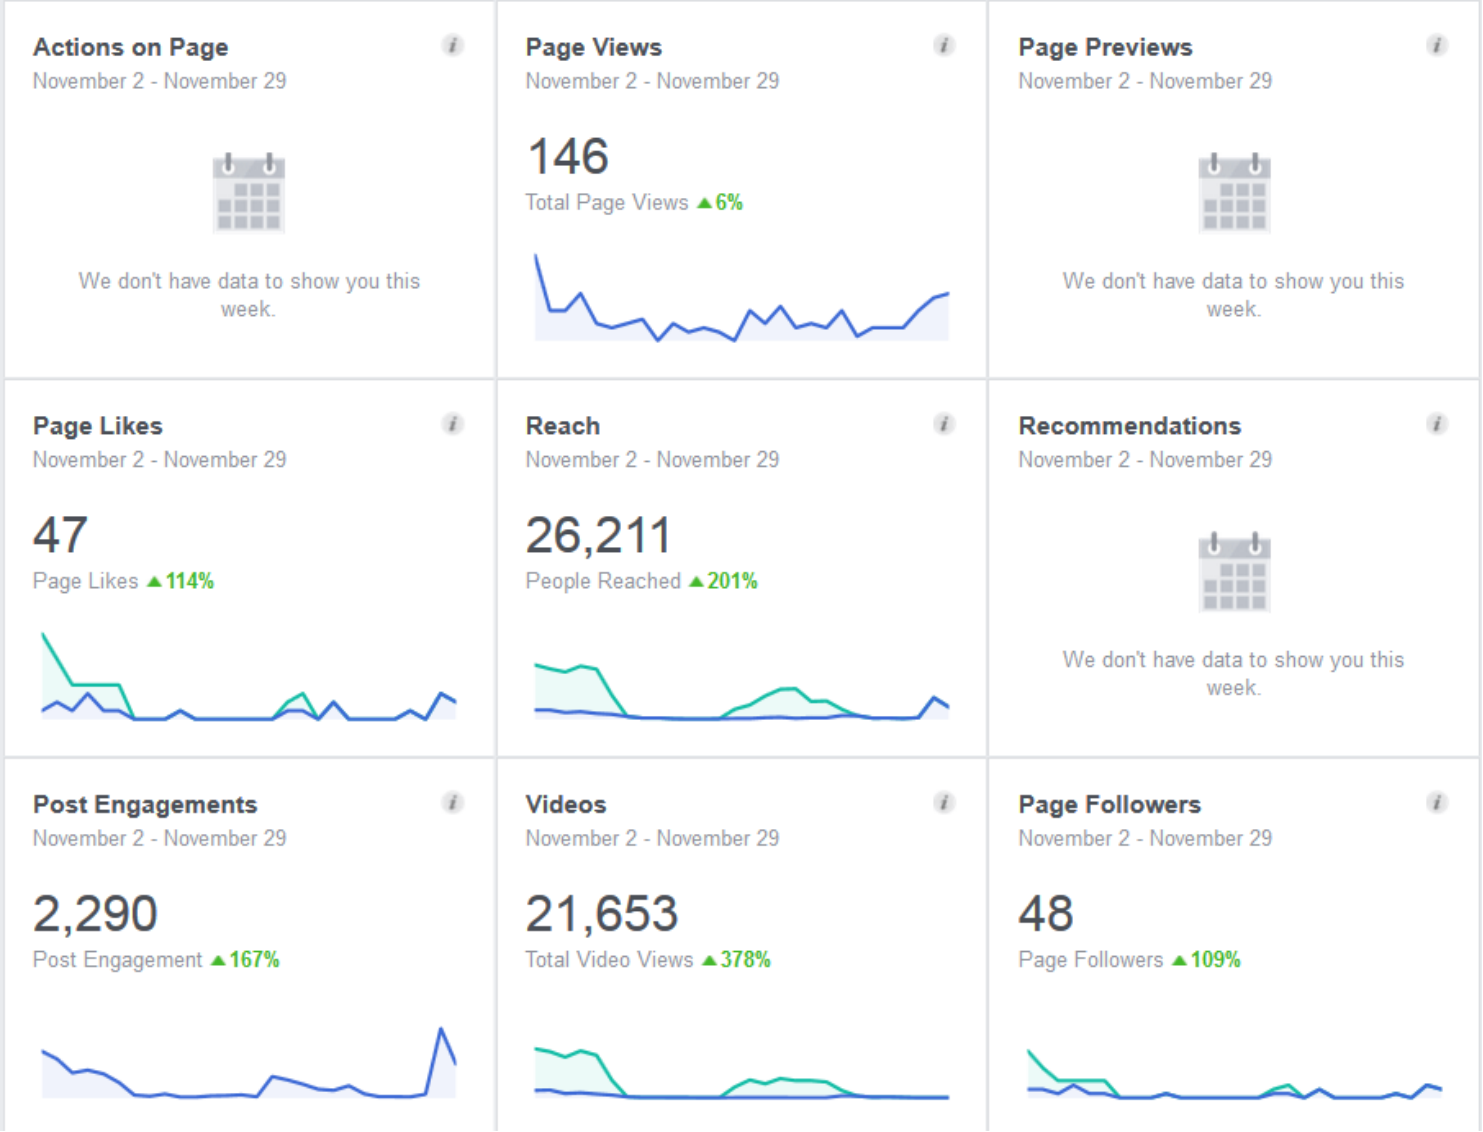 Actions on Page
November 2 - November 29
We don't have data to show you this
week.
Page Views
November 2 - November 29
146
Total Page Views ▲6%
Page Previews
November 2 - November 29
We don't have data to show you this
week.
Page Likes
November 2 - November 29
47
Page Likes ▲114%
Reach
November 2 - November 29
26,211
People Reached ▲201%
Recommendations
November 2 - November 29
We don't have data to show you this
week.
Post Engagements
November 2 - November 29
2,290
Post Engagement ▲167%
Videos
November 2 - November 29
21,653
Total Video Views ▲378%
Page Followers
November 2 - November 29
48
Page Followers ▲109%